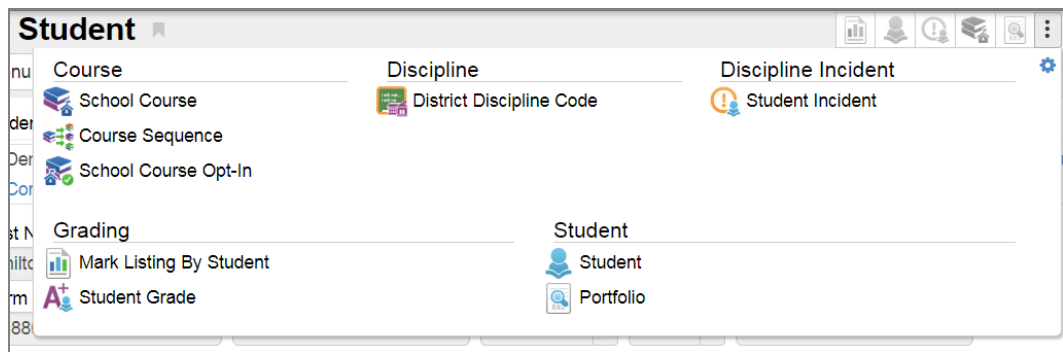 Student
Course
Discipline
Discipline Incident
School Course
District Discipline Code
Student Incident
Course Sequence
School Course Opt-In
Grading
Student
Mark Listing By Student
Student
Student Grade
Portfolio